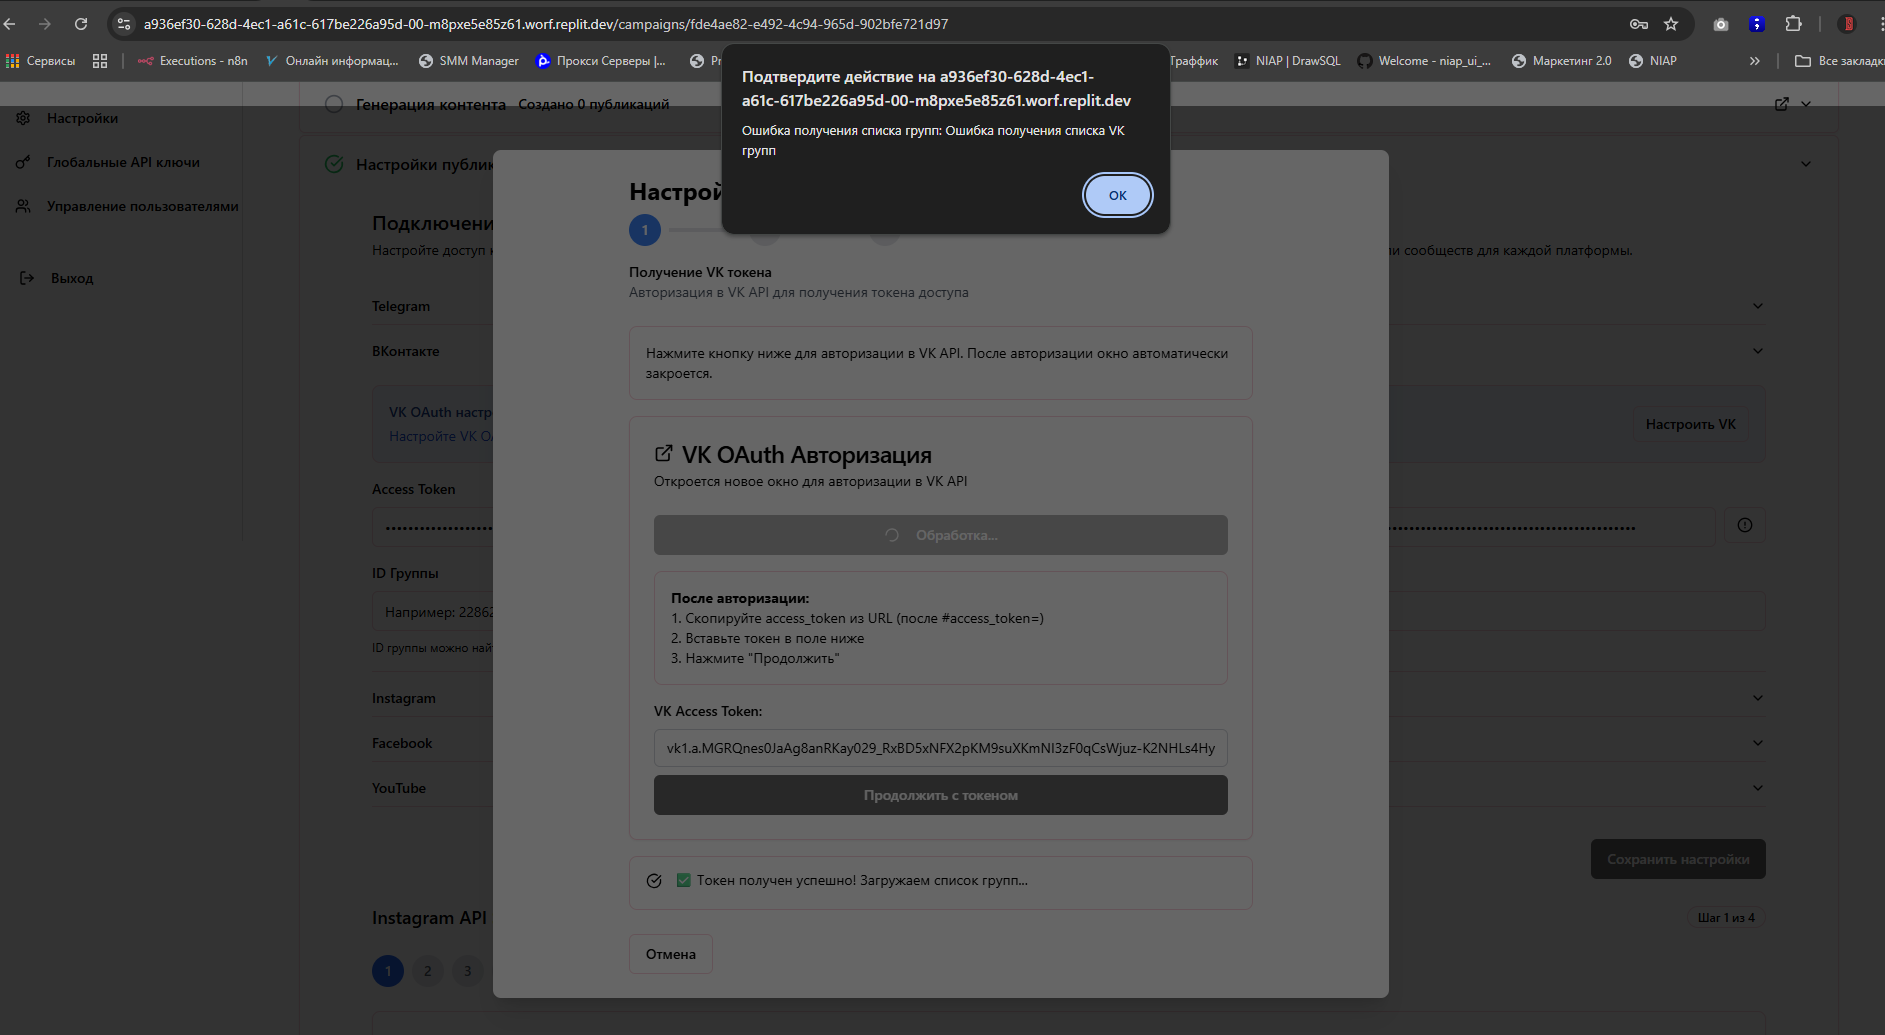 a936ef30-628d-4ec1-a61c-617be226a95d-00-m8pxe5e85z61.worf.replit.dev/campaigns/fde4ae82-e492-4c94-965d-902bfe721d97
Сервисы
Executions - n8n
Онлайн информац...
SMM Manager
Прокси Серверы |...
Pr
Граффик
NIAP | DrawSQL
Welcome - niap_ui_...
Маркетинг 2.0
NIAP
»
Все закладки
Подтвердите действие на a936ef30-628d-4ec1-
a61c-617be226a95d-00-m8pxe5e85z61.worf.replit.dev
Ошибка получения списка групп: Ошибка получения списка VK
групп
ОК
Генерация контента Создано 0 публикаций
Настройки
Глобальные API ключи
Управление пользователями
Выход
Настройки публик
Подключени
Настройте доступ к
ли сообществ для каждой платформы.
Telegram
ВКонтакте
VK OAuth настр
Настройте VK O
Настроить VK
Access Token
ID Группы
Например: 22862
ID группы можно най
Instagram
Facebook
YouTube
Сохранить настройки
Instagram API
Шаг 1 из 4
1
2
3
Настрой
1
Получение VK токена
Авторизация в VK API для получения токена доступа
Нажмите кнопку ниже для авторизации в VK API. После авторизации окно автоматически
закроется.
VK OAuth Авторизация
Откроется новое окно для авторизации в VK API
Обработка...
После авторизации:
1. Скопируйте access_token из URL (после #access_token=)
2. Вставьте токен в поле ниже
3. Нажмите "Продолжить"
VK Access Token:
vk1.a.MGRQnes0JaAg8anRKay029_RxBD5xNFX2pKM9suXKmNI3zF0qCsWjuz-K2NHLs4Hy
Продолжить с токеном
Токен получен успешно! Загружаем список групп...
Отмена